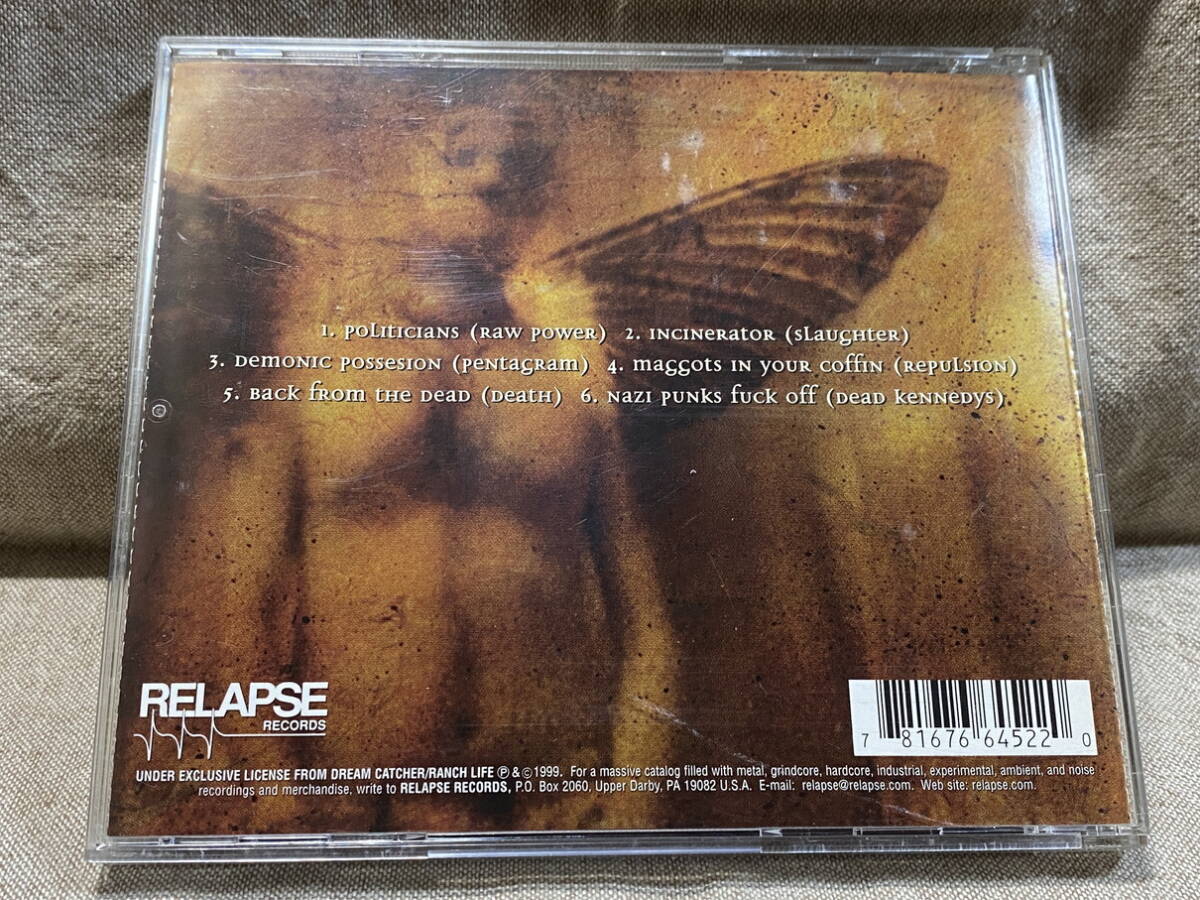 1. Politicians (Raw Power) 2. Incinerator (Slaughter)
3. Demonic Possesion (Pentagram) 4. Maggots in your coffin (Repulsion)
5. Back from the dead (Death) 6. Nazi punks fuck off (Dead Kennedys)
RELAPSE
RECORDS
7 81676 64522 0
UNDER EXCLUSIVE LICENSE FROM DREAM CATCHER/RANCH LIFE ℗ & © 1999. For a massive catalog filled with metal, grindcore, hardcore, industrial, experimental, ambient, and noise
recordings and merchandise, write to RELAPSE RECORDS, P.O. Box 2060, Upper Darby, PA 19082 U.S.A. E-mail: relapse@relapse.com. Web site: relapse.com.